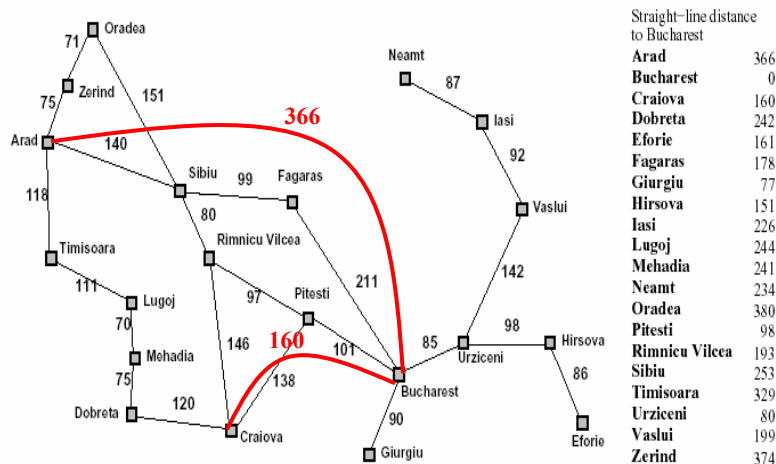 Oradea
71
Zerind
75
151
Arad
140
118
Sibiu
99
Fagaras
80
Timisoara
111
Rimnicu Vilcea
Lugoj
97
Pitesti
211
70
Mehadia
146
138
101
75
Dobreta
120
Craiova
366
160
Neamt
87
Iasi
92
Vaslui
142
98
Hirsova
85
Urziceni
86
Bucharest
90
Giurgiu
Eforie
Straight-line distance
to Bucharest
Arad 366
Bucharest 0
Craiova 160
Dobreta 242
Eforie 161
Fagaras 178
Giurgiu 77
Hirsova 151
Iasi 226
Lugoj 244
Mehadia 241
Neamt 234
Oradea 380
Pitesti 98
Rimnicu Vilcea 193
Sibiu 253
Timisoara 329
Urziceni 80
Vaslui 199
Zerind 374